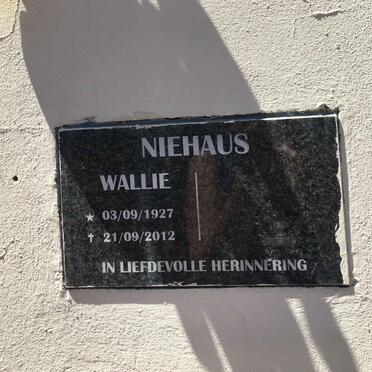 NIEHAUS
WALLIE
★ 03/09/1927
✝ 21/09/2012
IN LIEFDEVOLLE HERINNERING